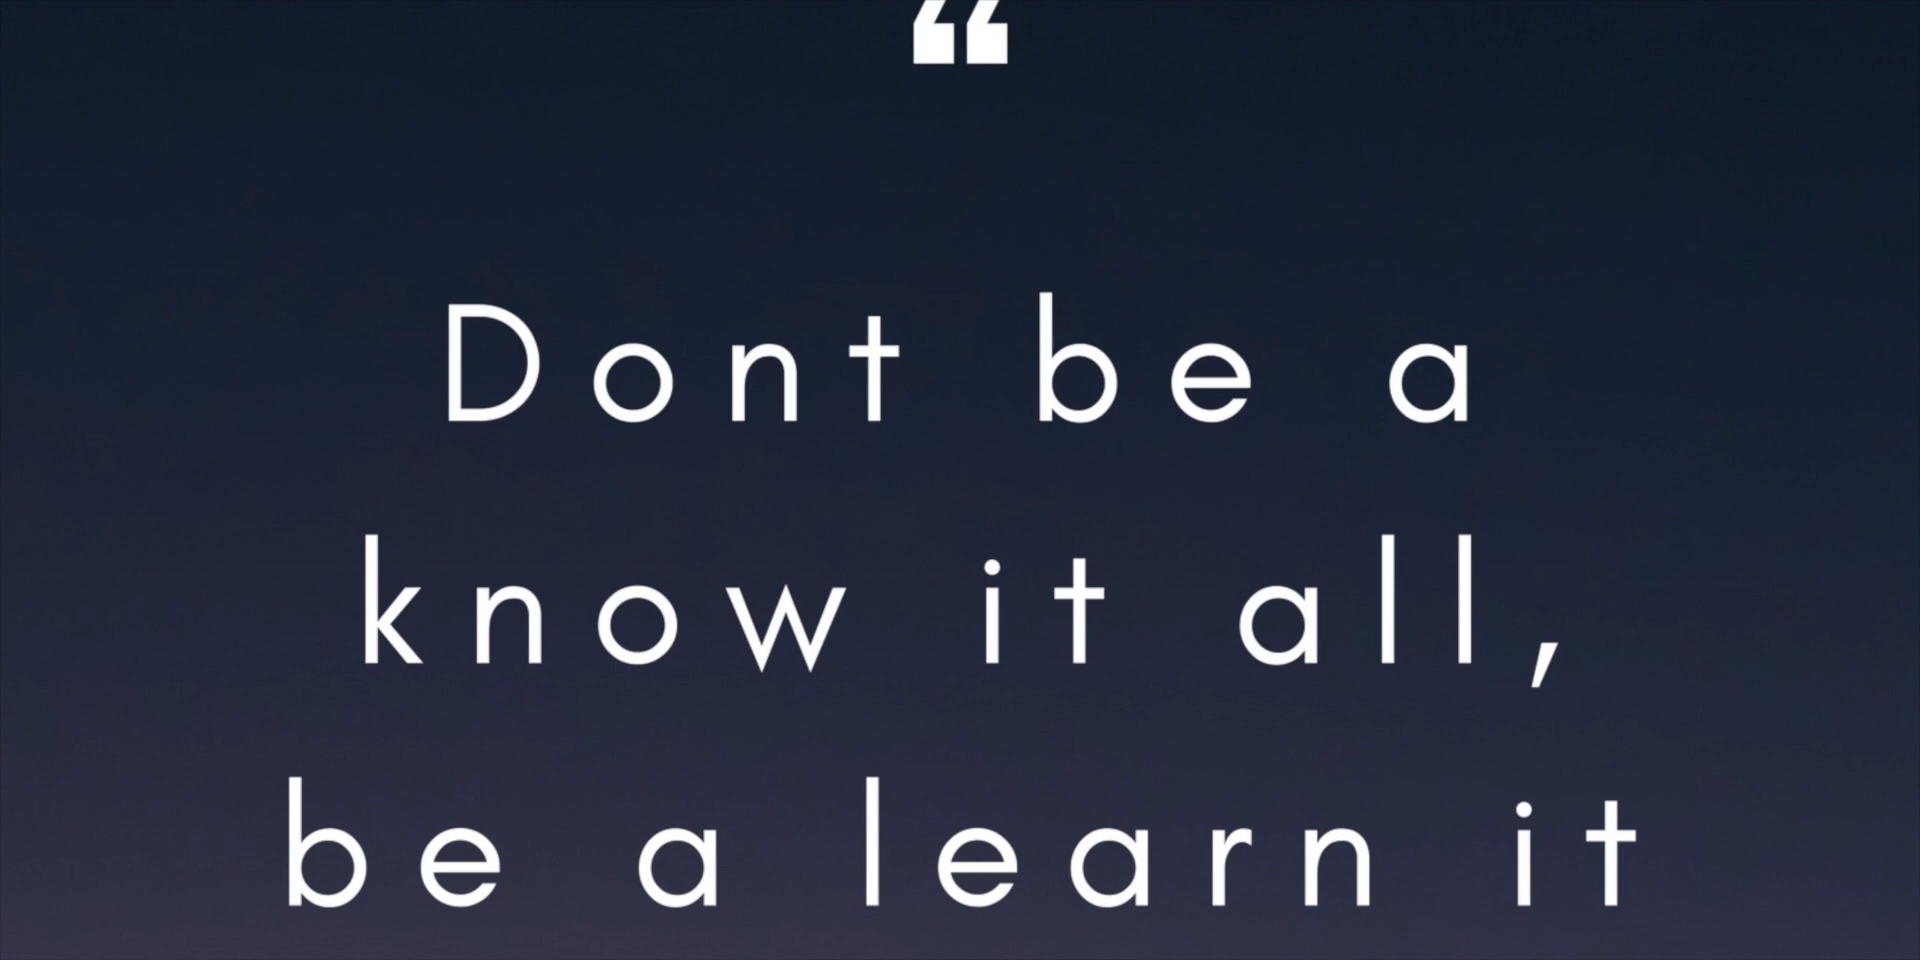 “
Dont be a
know it all,
be a learn it